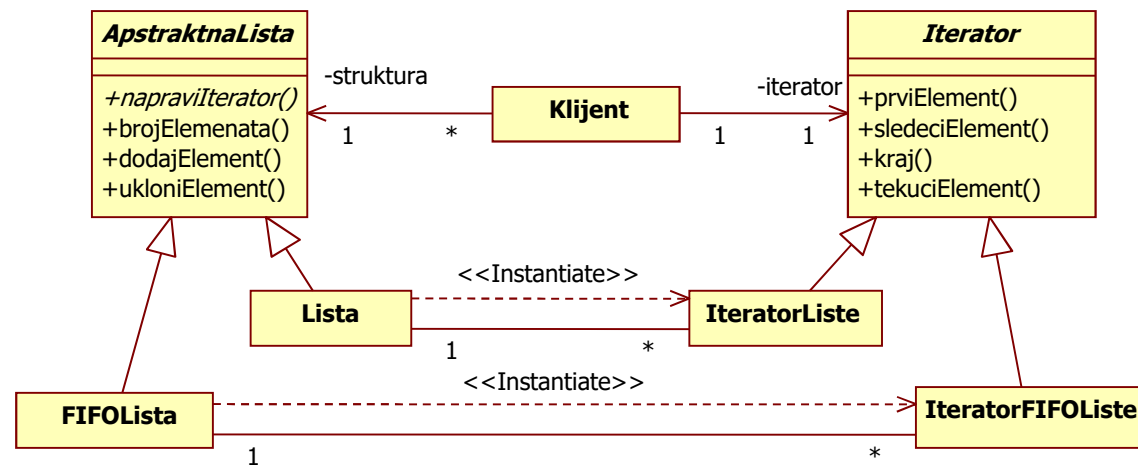 ApstraktnaLista
+napraviIterator()
+brojElemenata()
+dodajElement()
+ukloniElement()
-struktura
1
*
Klijent
-iterator
1
1
Iterator
+prviElement()
+sledeciElement()
+kraj()
+tekuciElement()
<<Instantiate>>
Lista
IteratorListe
1
*
<<Instantiate>>
FIFOLista
IteratorFIFOListe
1
*